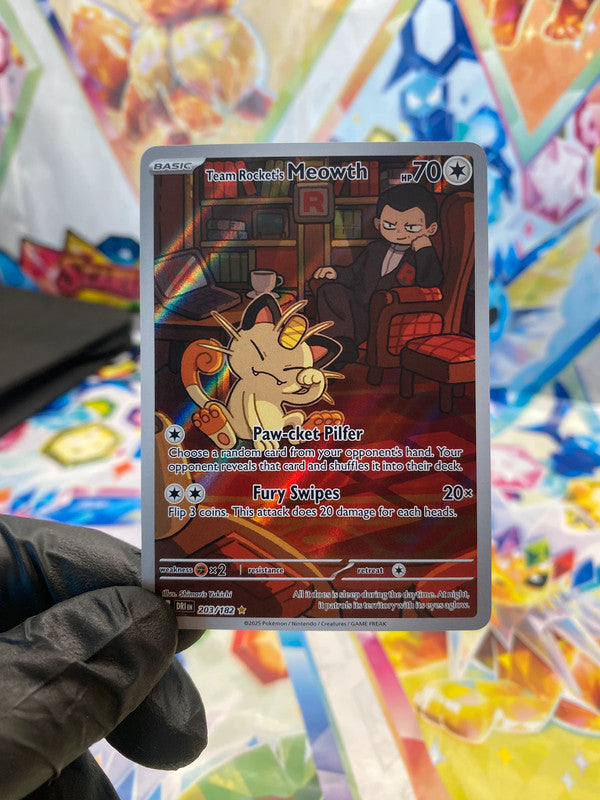 BASIC
Team Rocket's Meowth HP70
R
Paw-cket Pilfer
Choose a random card from your opponent's hand. Your
opponent reveals that card and shuffles it into their deck.
Fury Swipes 20×
Flip 3 coins. This attack does 20 damage for each heads.
weakness ×2 resistance retreat
Illus. Shimaris Yukichi
DRI EN 203/182
All it does is sleep during the daytime. At night,
it patrols its territory with its eyes aglow.
©2025 Pokémon / Nintendo / Creatures / GAME FREAK